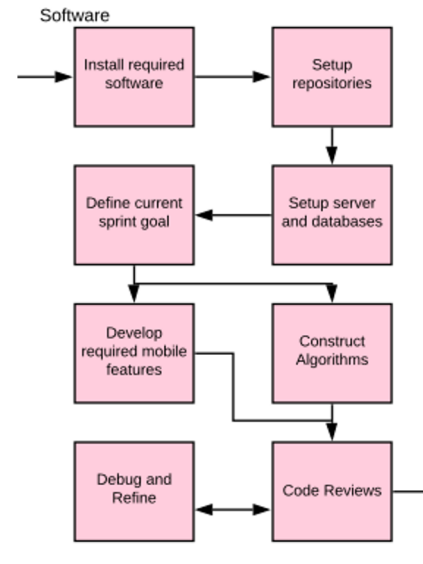 Software
Install required
software
Setup
repositories
Define current
sprint goal
Setup server
and databases
Develop
required mobile
features
Construct
Algorithms
Debug and
Refine
Code Reviews